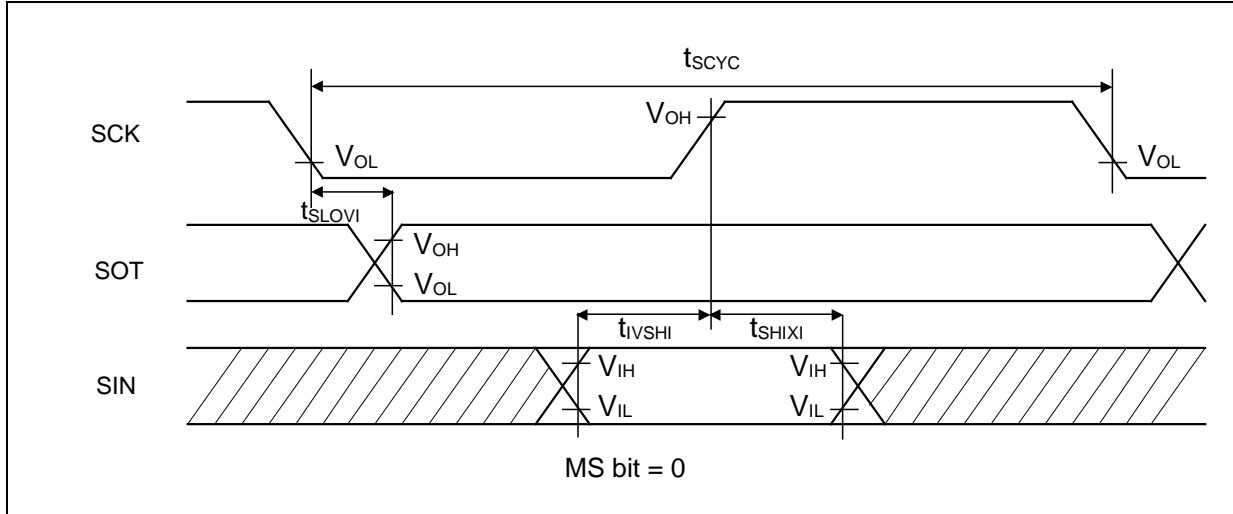 tSCYC
SCK
VOH
VOL
VOL
tSLOVI
SOT
VOH
VOL
tIVSHI
tSHIXI
SIN
VIH
VIH
VIL
VIL
MS bit = 0